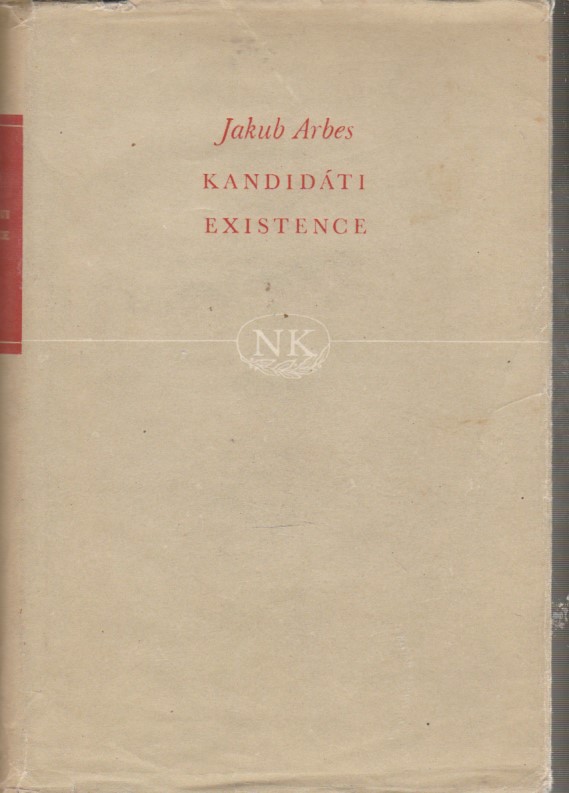 Jakub Arbes
KANDIDÁTI
EXISTENCE
NK